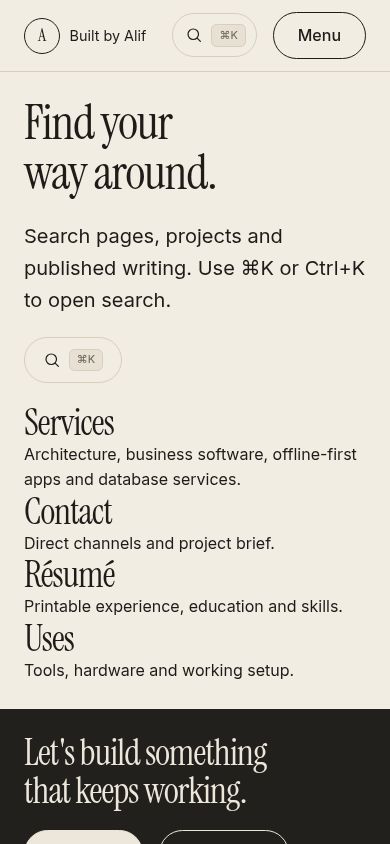 A Built by Alif ⌘K Menu
Find your
way around.
Search pages, projects and
published writing. Use ⌘K or Ctrl+K
to open search.
⌘K
Services
Architecture, business software, offline-first
apps and database services.
Contact
Direct channels and project brief.
Résumé
Printable experience, education and skills.
Uses
Tools, hardware and working setup.
Let's build something
that keeps working.